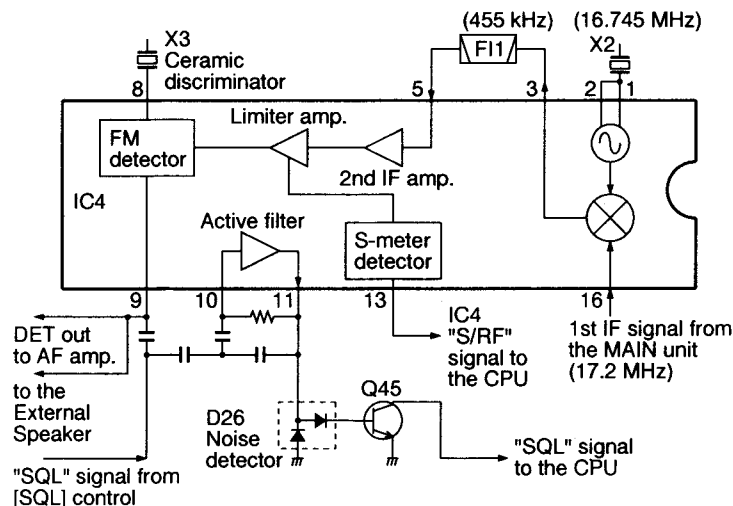 X3
Ceramic
discriminator
(455 kHz)
FI1
(16.745 MHz)
X2
8
5
3
2
1
FM
detector
Limiter amp.
2nd IF amp.
IC4
Active filter
S-meter
detector
9
10
11
13
16
DET out
to AF amp.
to the
External
Speaker
"SQL" signal from
[SQL] control
D26
Noise
detector
Q45
IC4
"S/RF"
signal to
the CPU
1st IF signal from
the MAIN unit
(17.2 MHz)
"SQL" signal
to the CPU